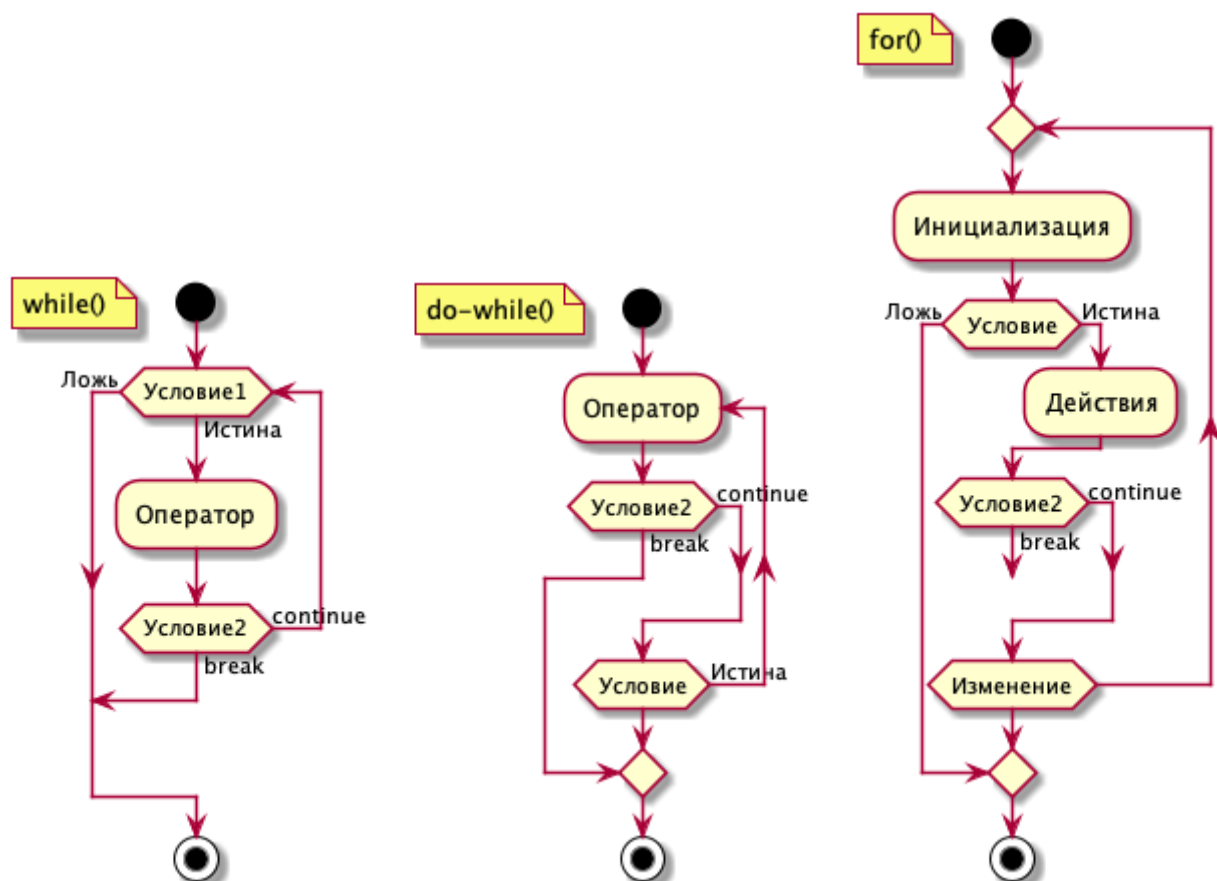 while()
Ложь
Условие1
Истина
Оператор
Условие2
continue
break
do-while()
Оператор
Условие2
continue
break
Условие
Истина
for()
Инициализация
Ложь
Условие
Истина
Действия
Условие2
continue
break
Изменение